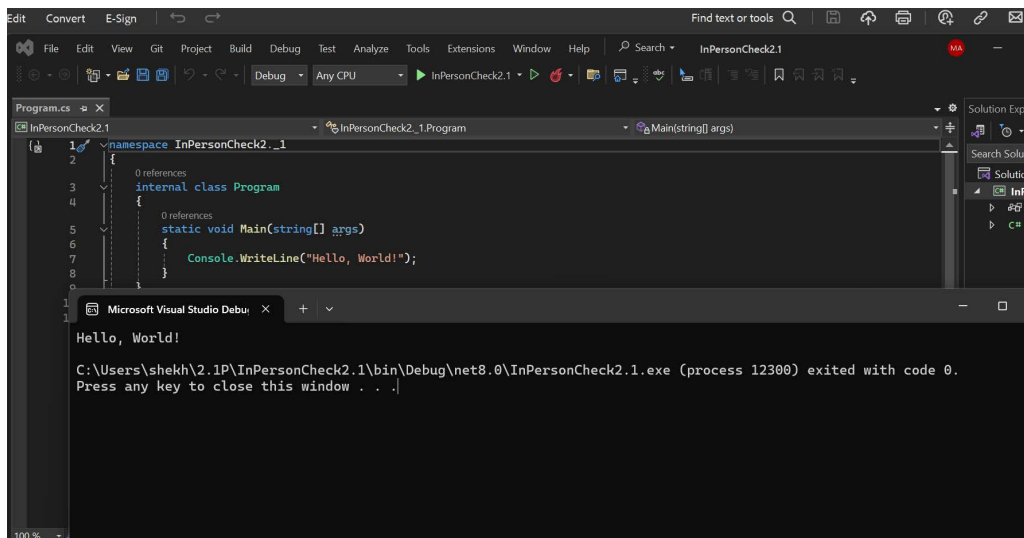 Edit Convert E-Sign Find text or tools
File Edit View Git Project Build Debug Test Analyze Tools Extensions Window Help Search InPersonCheck2.1 MA
Debug Any CPU InPersonCheck2.1
Program.cs Solution Exp
InPersonCheck2.1 InPersonCheck2._1.Program Main(string[] args)
Search Solu
Solutio
InP
C#
1 namespace InPersonCheck2._1
2 {
0 references
3 internal class Program
4 {
0 references
5 static void Main(string[] args)
6 {
7 Console.WriteLine("Hello, World!");
8 }
9 }
Microsoft Visual Studio Debu
Hello, World!
C:\Users\shekh\2.1P\InPersonCheck2.1\bin\Debug\net8.0\InPersonCheck2.1.exe (process 12300) exited with code 0.
Press any key to close this window . . .
100 %